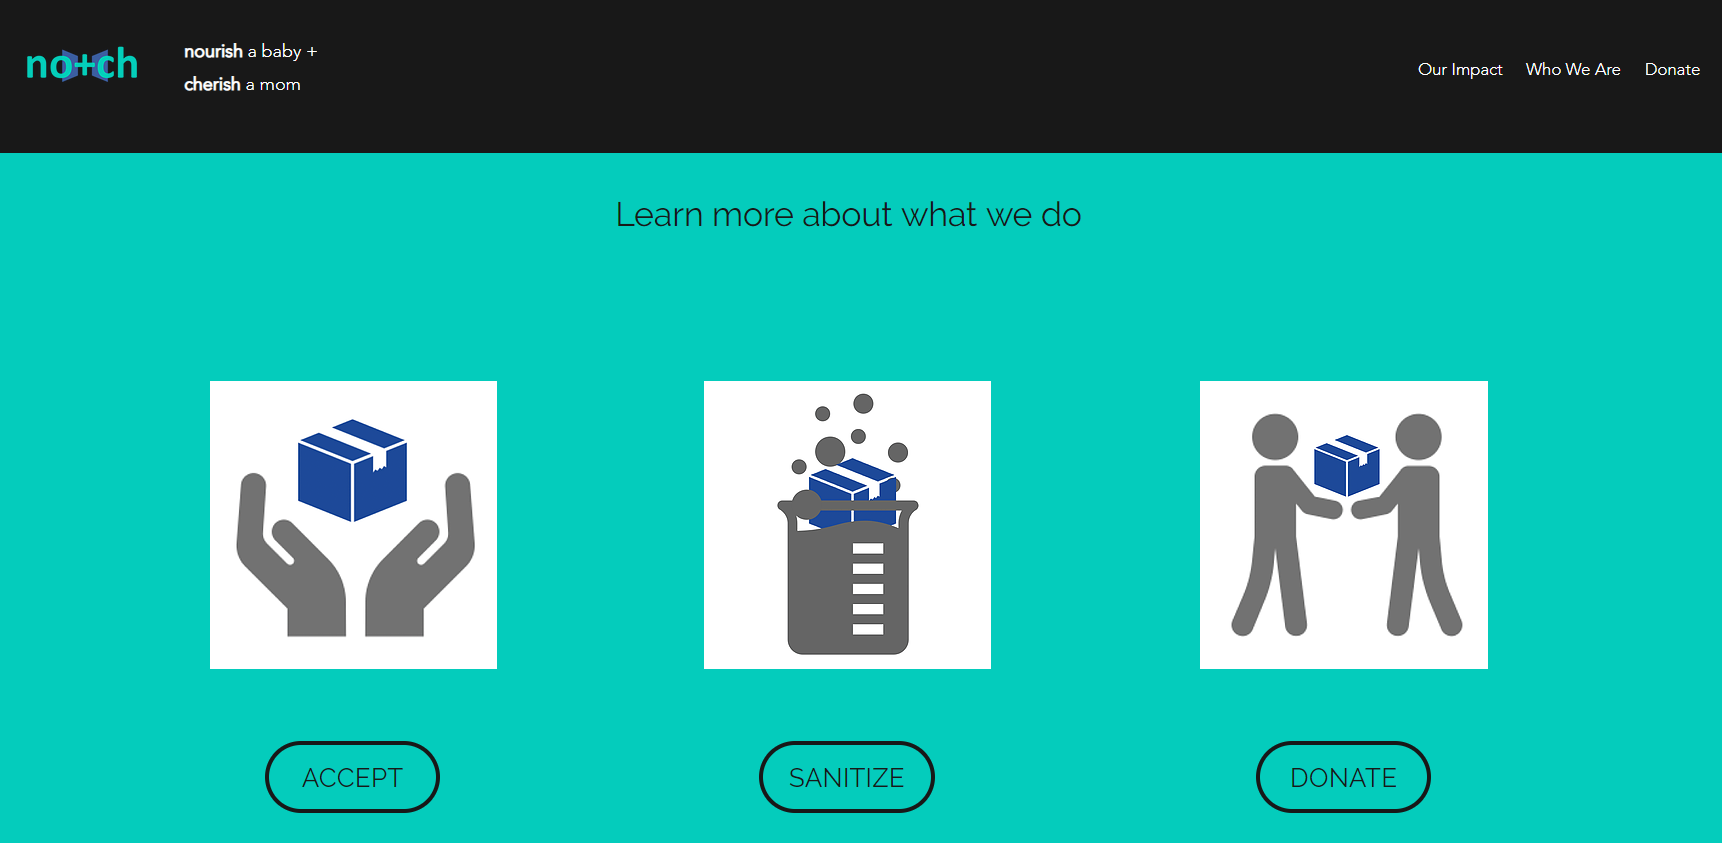 no+ch
nourish a baby +
cherish a mom
Our Impact Who We Are Donate
Learn more about what we do
ACCEPT SANITIZE DONATE